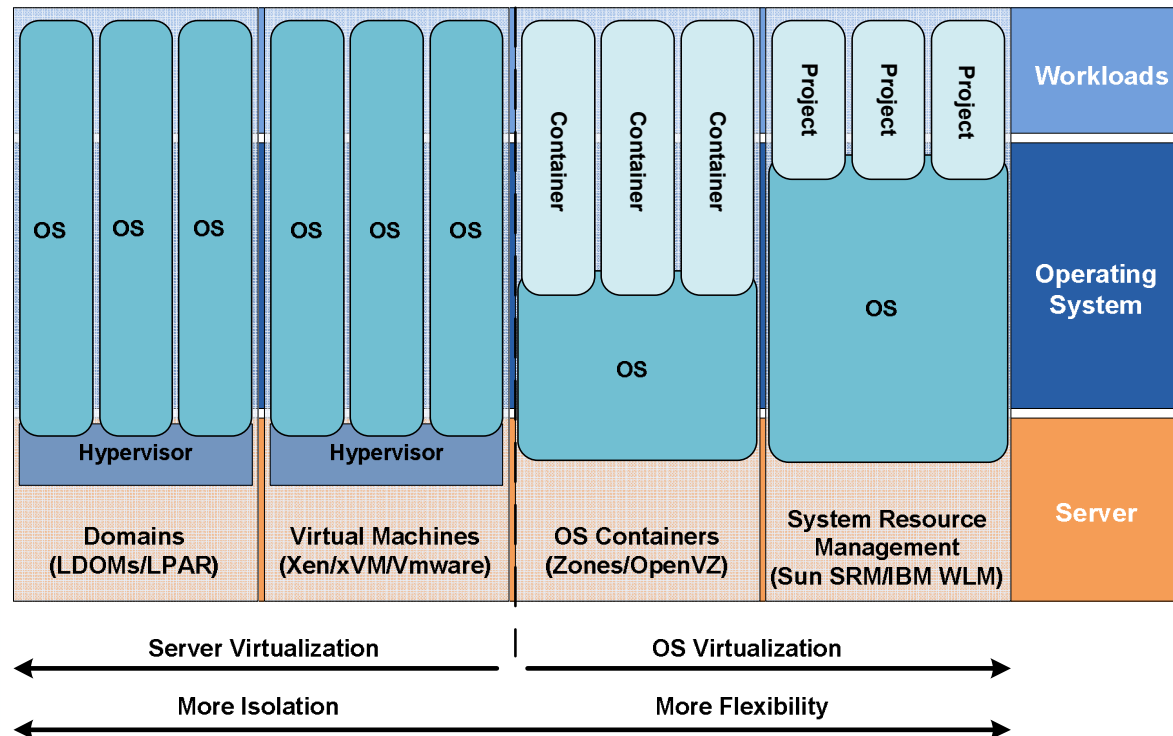 Workloads
Project
Project
Project
Container
Container
Container
OS
OS
OS
OS
OS
OS
Operating
System
OS
OS
Hypervisor
Hypervisor
Server
Domains
(LDOMs/LPAR)
Virtual Machines
(Xen/xVM/Vmware)
OS Containers
(Zones/OpenVZ)
System Resource
Management
(Sun SRM/IBM WLM)
Server Virtualization
OS Virtualization
More Isolation
More Flexibility